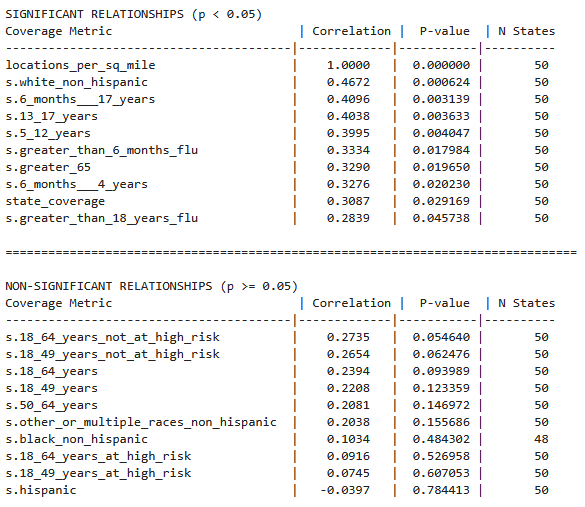 SIGNIFICANT RELATIONSHIPS (p < 0.05)
Coverage Metric                         | Correlation | P-value  | N States
----------------------------------------|-------------|----------|----------
locations_per_sq_mile                   |    1.0000   | 0.000000 |       50
s.white_non_hispanic                    |    0.4672   | 0.000624 |       50
s.6_months___17_years                   |    0.4096   | 0.003139 |       50
s.13_17_years                           |    0.4038   | 0.003633 |       50
s.5_12_years                            |    0.3995   | 0.004047 |       50
s.greater_than_6_months_flu             |    0.3334   | 0.017984 |       50
s.greater_65                            |    0.3290   | 0.019650 |       50
s.6_months___4_years                    |    0.3276   | 0.020230 |       50
state_coverage                          |    0.3087   | 0.029169 |       50
s.greater_than_18_years_flu             |    0.2839   | 0.045738 |       50
================================================================================
NON-SIGNIFICANT RELATIONSHIPS (p >= 0.05)
Coverage Metric                         | Correlation | P-value  | N States
----------------------------------------|-------------|----------|----------
s.18_64_years_not_at_high_risk          |    0.2735   | 0.054640 |       50
s.18_49_years_not_at_high_risk          |    0.2654   | 0.062476 |       50
s.18_64_years                           |    0.2394   | 0.093989 |       50
s.18_49_years                           |    0.2208   | 0.123359 |       50
s.50_64_years                           |    0.2081   | 0.146972 |       50
s.other_or_multiple_races_non_hispanic  |    0.2038   | 0.155686 |       50
s.black_non_hispanic                    |    0.1034   | 0.484302 |       48
s.18_64_years_at_high_risk              |    0.0916   | 0.526958 |       50
s.18_49_years_at_high_risk              |    0.0745   | 0.607053 |       50
s.hispanic                              |   -0.0397   | 0.784413 |       50